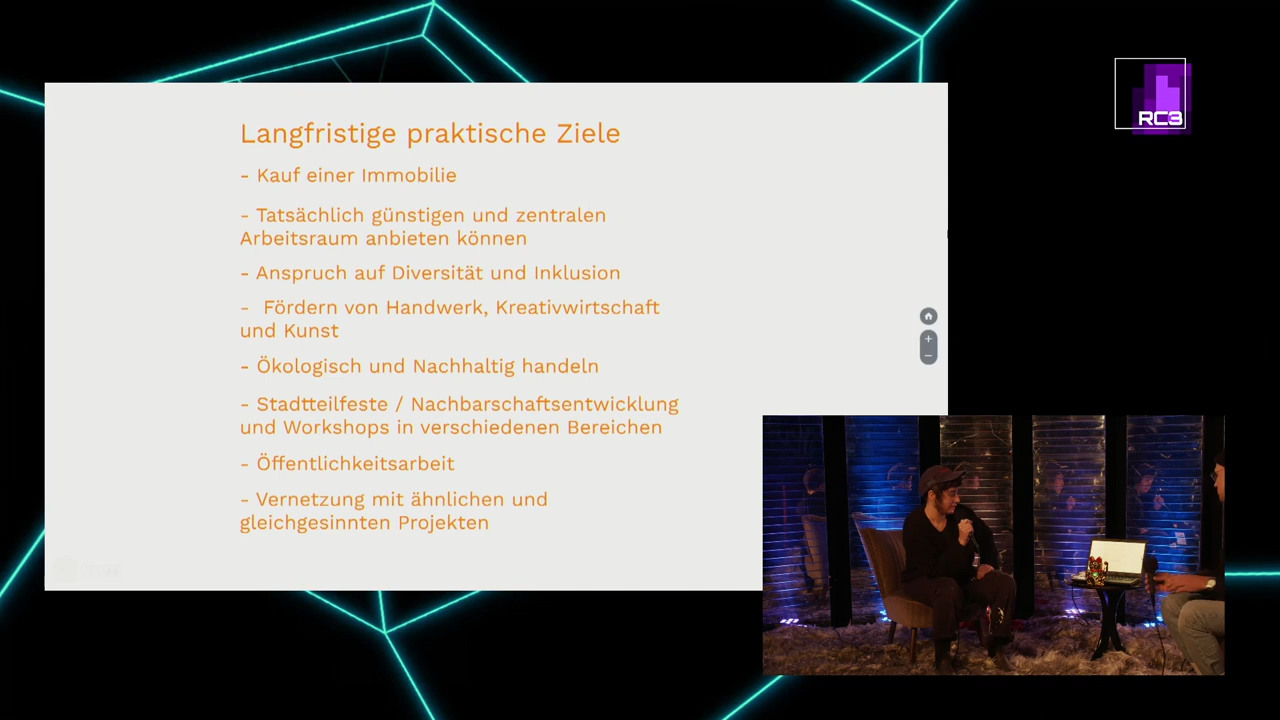 RC3
Langfristige praktische Ziele
- Kauf einer Immobilie
- Tatsächlich günstigen und zentralen
Arbeitsraum anbieten können
- Anspruch auf Diversität und Inklusion
- Fördern von Handwerk, Kreativwirtschaft
und Kunst
- Ökologisch und Nachhaltig handeln
- Stadtteilfeste / Nachbarschaftsentwicklung
und Workshops in verschiedenen Bereichen
- Öffentlichkeitsarbeit
- Vernetzung mit ähnlichen und
gleichgesinnten Projekten